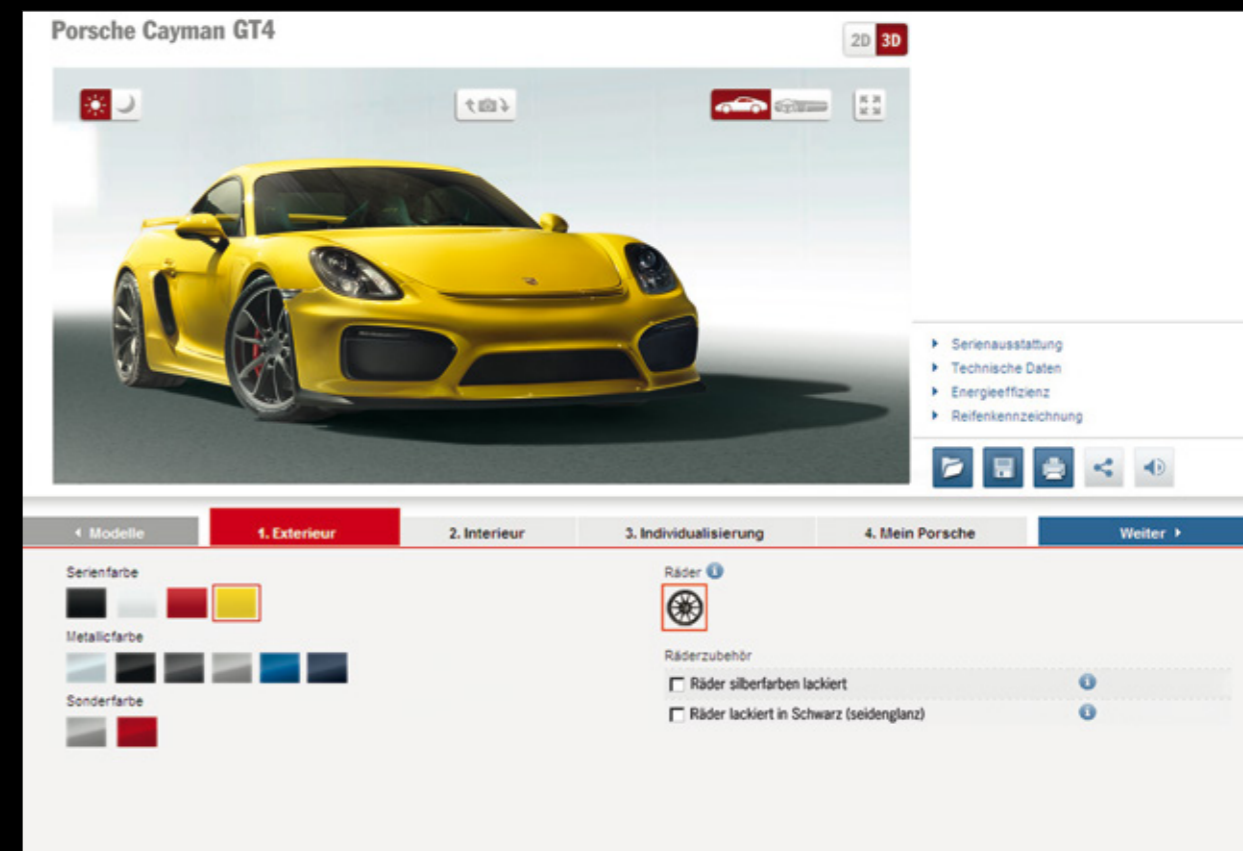 Porsche Cayman GT4
2D 3D
Serienausstattung
Technische Daten
Energieeffizienz
Reifenkennzeichnung
Modelle
1. Exterieur
2. Interieur
3. Individualisierung
4. Mein Porsche
Weiter
Serienfarbe
Metallicfarbe
Sonderfarbe
Räder
Räderzubehör
Räder silberfarben lackiert
Räder lackiert in Schwarz (seidenglanz)